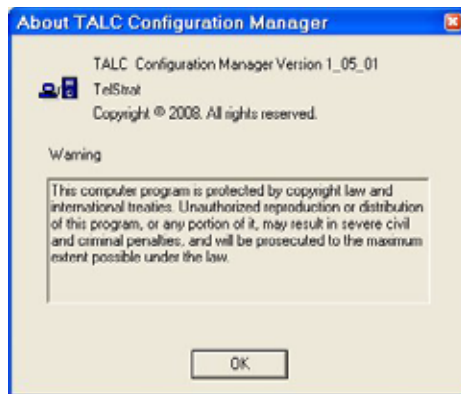 About TALC Configuration Manager
TALC Configuration Manager Version 1_05_01
TelStrat
Copyright © 2008. All rights reserved.
Warning
This computer program is protected by copyright law and
international treaties. Unauthorized reproduction or distribution
of this program, or any portion of it, may result in severe civil
and criminal penalties, and will be prosecuted to the maximum
extent possible under the law.
OK